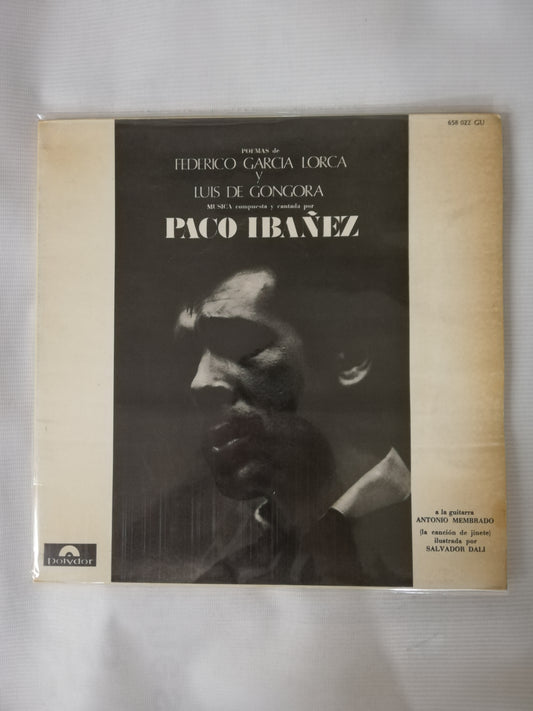 658 022 GU
POEMAS de
FEDERICO GARCIA LORCA
y
LUIS DE GONGORA
MUSICA compuesta y cantada por
PACO IBAÑEZ
a la guitarra
ANTONIO MEMBRADO
(la canción de jinete)
ilustrada por
SALVADOR DALI
Polydor